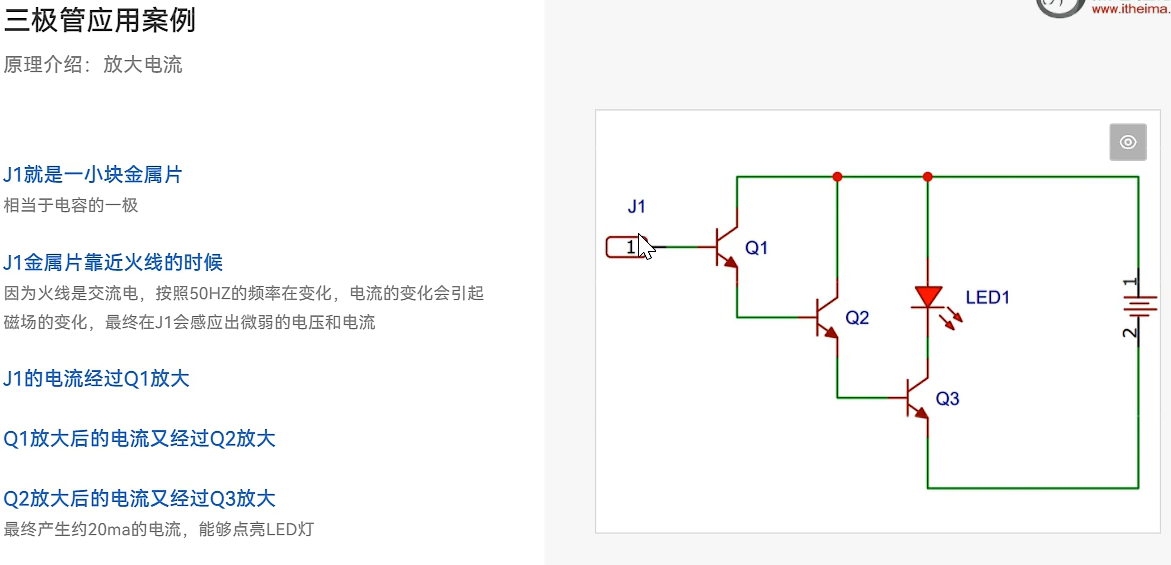 三极管应用案例
原理介绍：放大电流
J1就是一小块金属片
相当于电容的一极
J1金属片靠近火线的时候
因为火线是交流电，按照50HZ的频率在变化，电流的变化会引起
磁场的变化，最终在J1会感应出微弱的电压和电流
J1的电流经过Q1放大
Q1放大后的电流又经过Q2放大
Q2放大后的电流又经过Q3放大
最终产生约20ma的电流，能够点亮LED灯
www.itheima.
J1
1
Q1
Q2
LED1
Q3
1
2